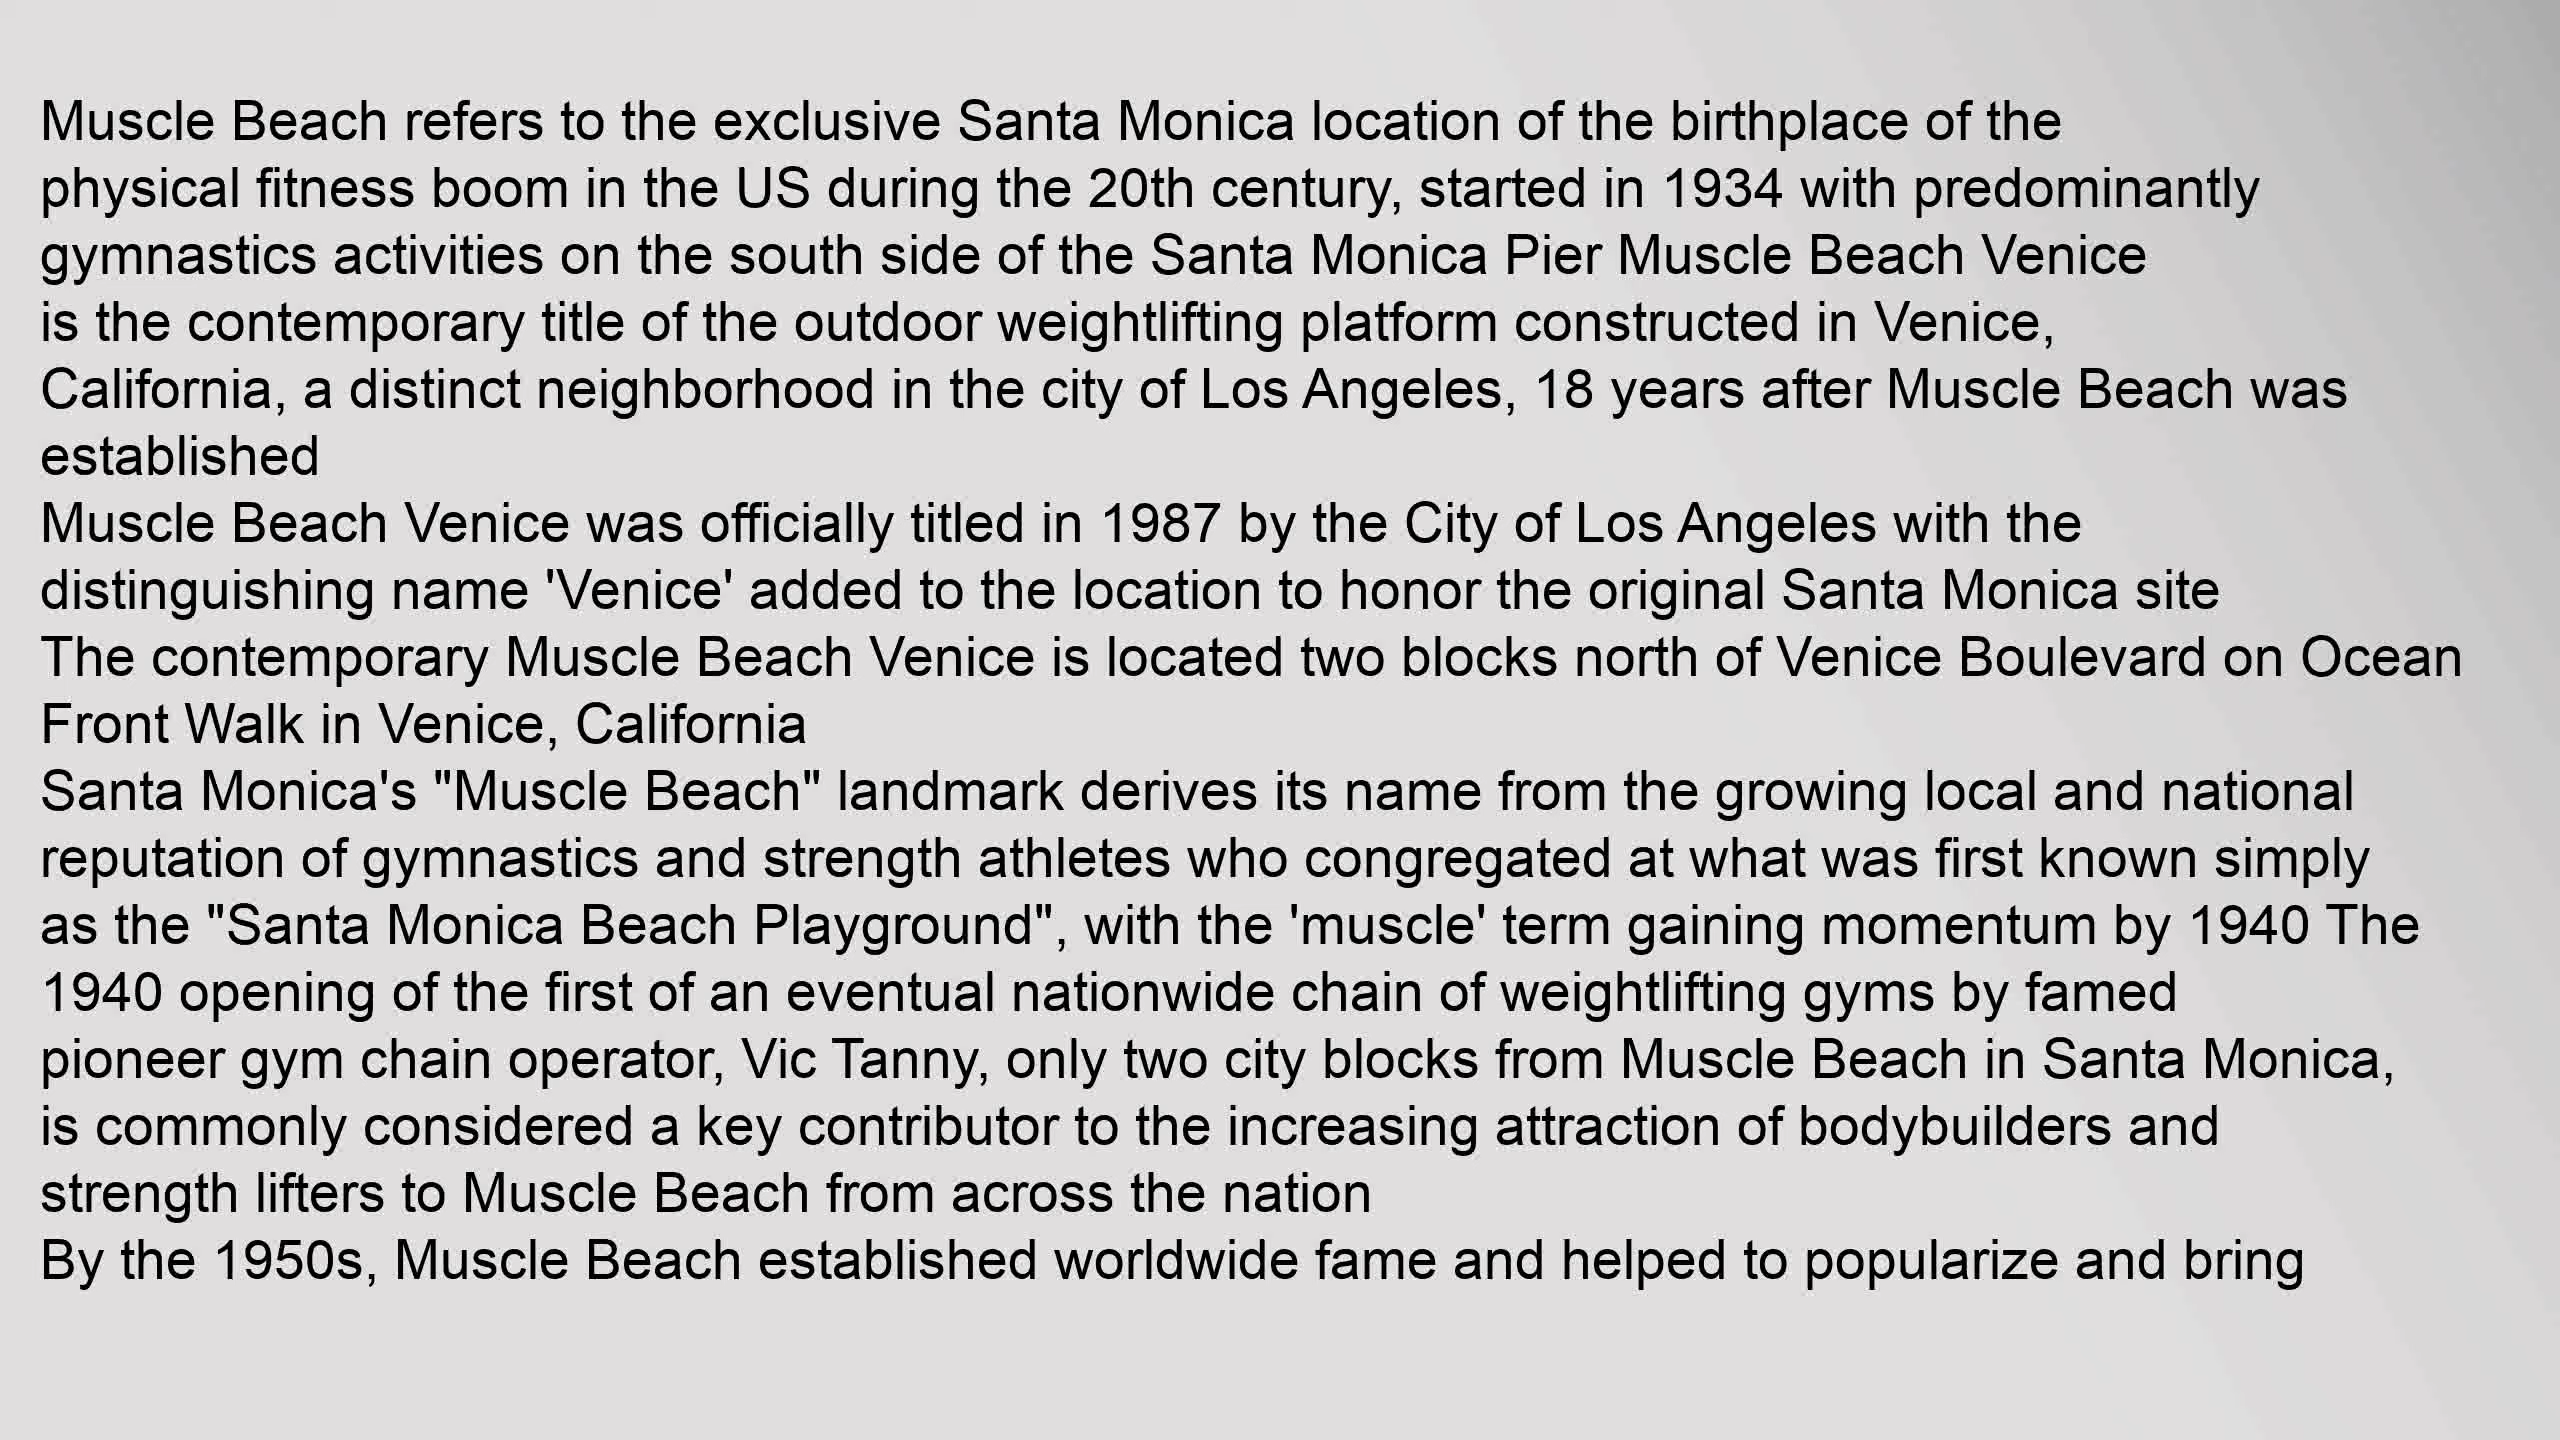 Muscle Beach refers to the exclusive Santa Monica location of the birthplace of the
physical fitness boom in the US during the 20th century, started in 1934 with predominantly
gymnastics activities on the south side of the Santa Monica Pier Muscle Beach Venice
is the contemporary title of the outdoor weightlifting platform constructed in Venice,
California, a distinct neighborhood in the city of Los Angeles, 18 years after Muscle Beach was
established
Muscle Beach Venice was officially titled in 1987 by the City of Los Angeles with the
distinguishing name 'Venice' added to the location to honor the original Santa Monica site
The contemporary Muscle Beach Venice is located two blocks north of Venice Boulevard on Ocean
Front Walk in Venice, California
Santa Monica's "Muscle Beach" landmark derives its name from the growing local and national
reputation of gymnastics and strength athletes who congregated at what was first known simply
as the "Santa Monica Beach Playground", with the 'muscle' term gaining momentum by 1940 The
1940 opening of the first of an eventual nationwide chain of weightlifting gyms by famed
pioneer gym chain operator, Vic Tanny, only two city blocks from Muscle Beach in Santa Monica,
is commonly considered a key contributor to the increasing attraction of bodybuilders and
strength lifters to Muscle Beach from across the nation
By the 1950s, Muscle Beach established worldwide fame and helped to popularize and bring